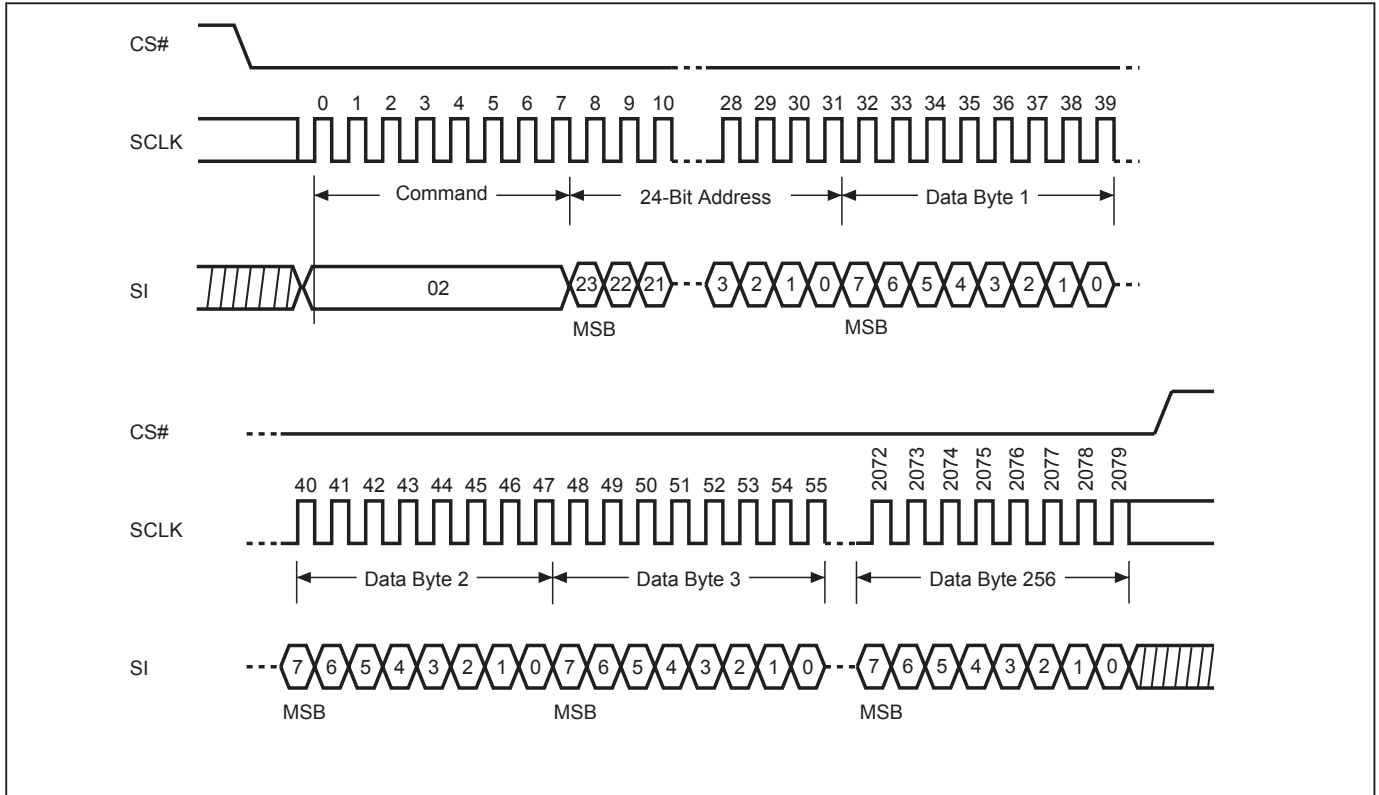 CS#
0 1 2 3 4 5 6 7 8 9 10 28 29 30 31 32 33 34 35 36 37 38 39
SCLK
Command 24-Bit Address Data Byte 1
SI 02 23 22 21 3 2 1 0 7 6 5 4 3 2 1 0
MSB MSB
CS#
40 41 42 43 44 45 46 47 48 49 50 51 52 53 54 55 2072 2073 2074 2075 2076 2077 2078 2079
SCLK
Data Byte 2 Data Byte 3 Data Byte 256
SI 7 6 5 4 3 2 1 0 7 6 5 4 3 2 1 0 7 6 5 4 3 2 1 0
MSB MSB MSB